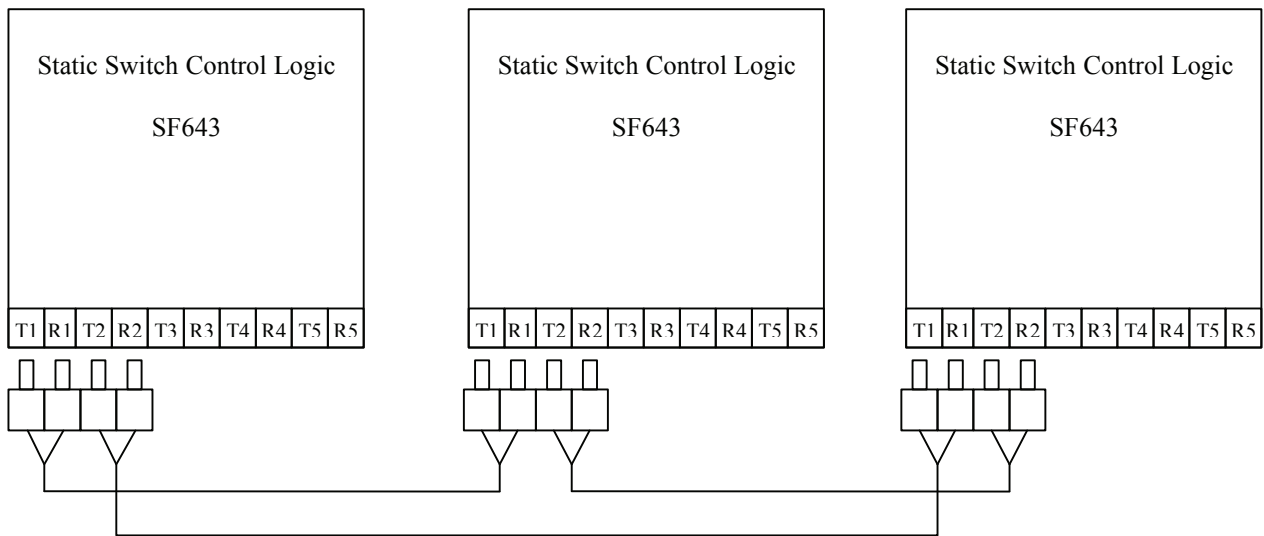 Static Switch Control Logic
SF643
T1 R1 T2 R2 T3 R3 T4 R4 T5 R5
Static Switch Control Logic
SF643
T1 R1 T2 R2 T3 R3 T4 R4 T5 R5
Static Switch Control Logic
SF643
T1 R1 T2 R2 T3 R3 T4 R4 T5 R5